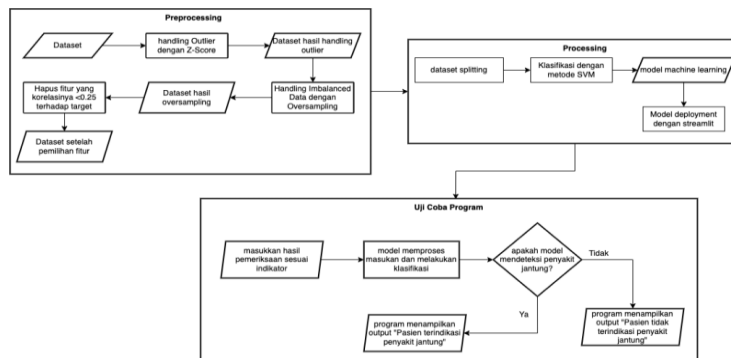 Preprocessing
Dataset
handling Outlier
dengan Z-Score
Dataset hasil handling
outlier
Hapus fitur yang
korelasinya <0.25
terhadap target
Dataset hasil
oversampling
Handling Imbalanced
Data dengan
Oversampling
Dataset setelah
pemilihan fitur
Processing
dataset splitting
Klasifikasi dengan
metode SVM
model machine learning
Model deployment
dengan streamlit
Uji Coba Program
masukkan hasil
pemeriksaan sesuai
indikator
model memproses
masukan dan melakukan
klasifikasi
apakah model
mendeteksi penyakit
jantung?
Tidak
Ya
program menampilkan
output "Pasien terindikasi
penyakit jantung"
program menampilkan
output "Pasien tidak
terindikasi penyakit
jantung"